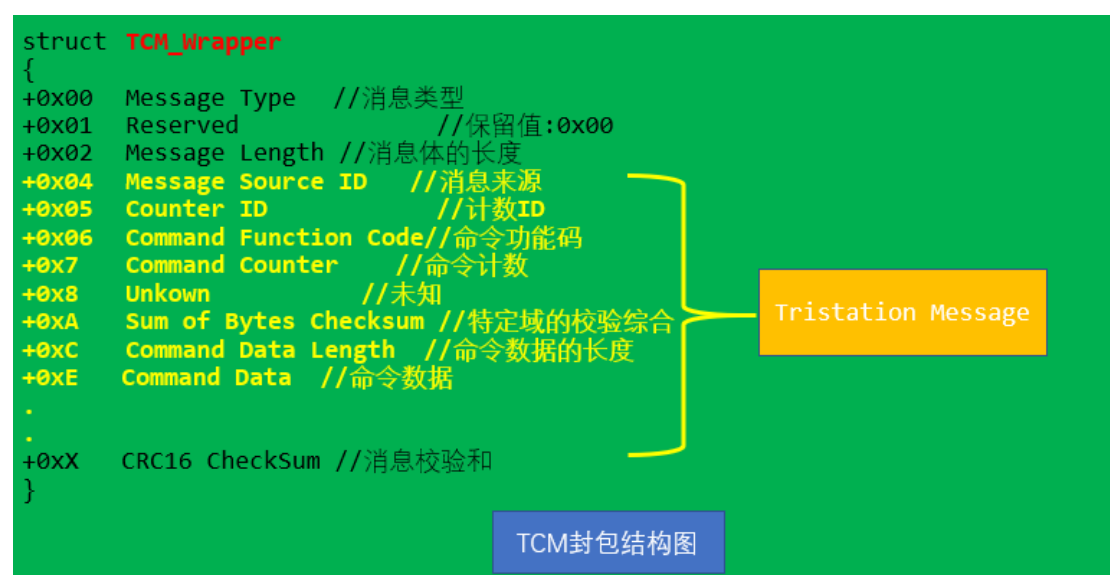 struct TCM_Wrapper
{
+0x00 Message Type //消息类型
+0x01 Reserved //保留值:0x00
+0x02 Message Length //消息体的长度
+0x04 Message Source ID //消息来源
+0x05 Counter ID //计数ID
+0x06 Command Function Code//命令功能码
+0x7 Command Counter //命令计数
+0x8 Unkown //未知
+0xA Sum of Bytes Checksum //特定域的校验综合
+0xC Command Data Length //命令数据的长度
+0xE Command Data //命令数据
.
.
+0xX CRC16 CheckSum //消息校验和
}
Tristation Message
TCM封包结构图